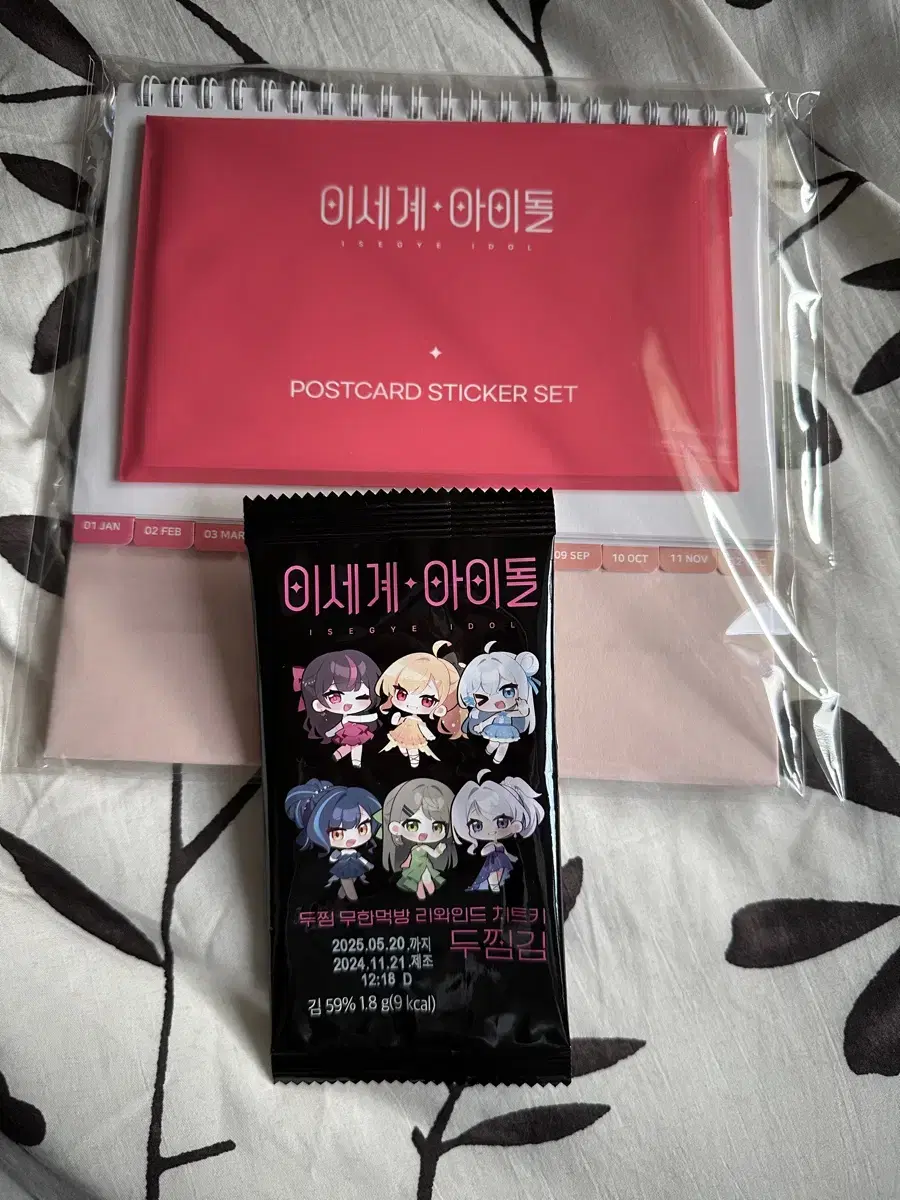 이세계·아이돌
ISEGYE IDOL
POSTCARD STICKER SET
01 JAN
02 FEB
03 MAR
09 SEP
10 OCT
11 NOV
이세계·아이돌
ISEGYE IDOL
두찜 무한먹방 리와인드 치트키
두찜김
2025.05.20.까지
2024.11.21.제조
12:18 D
김 59% 1.8 g(9 kcal)